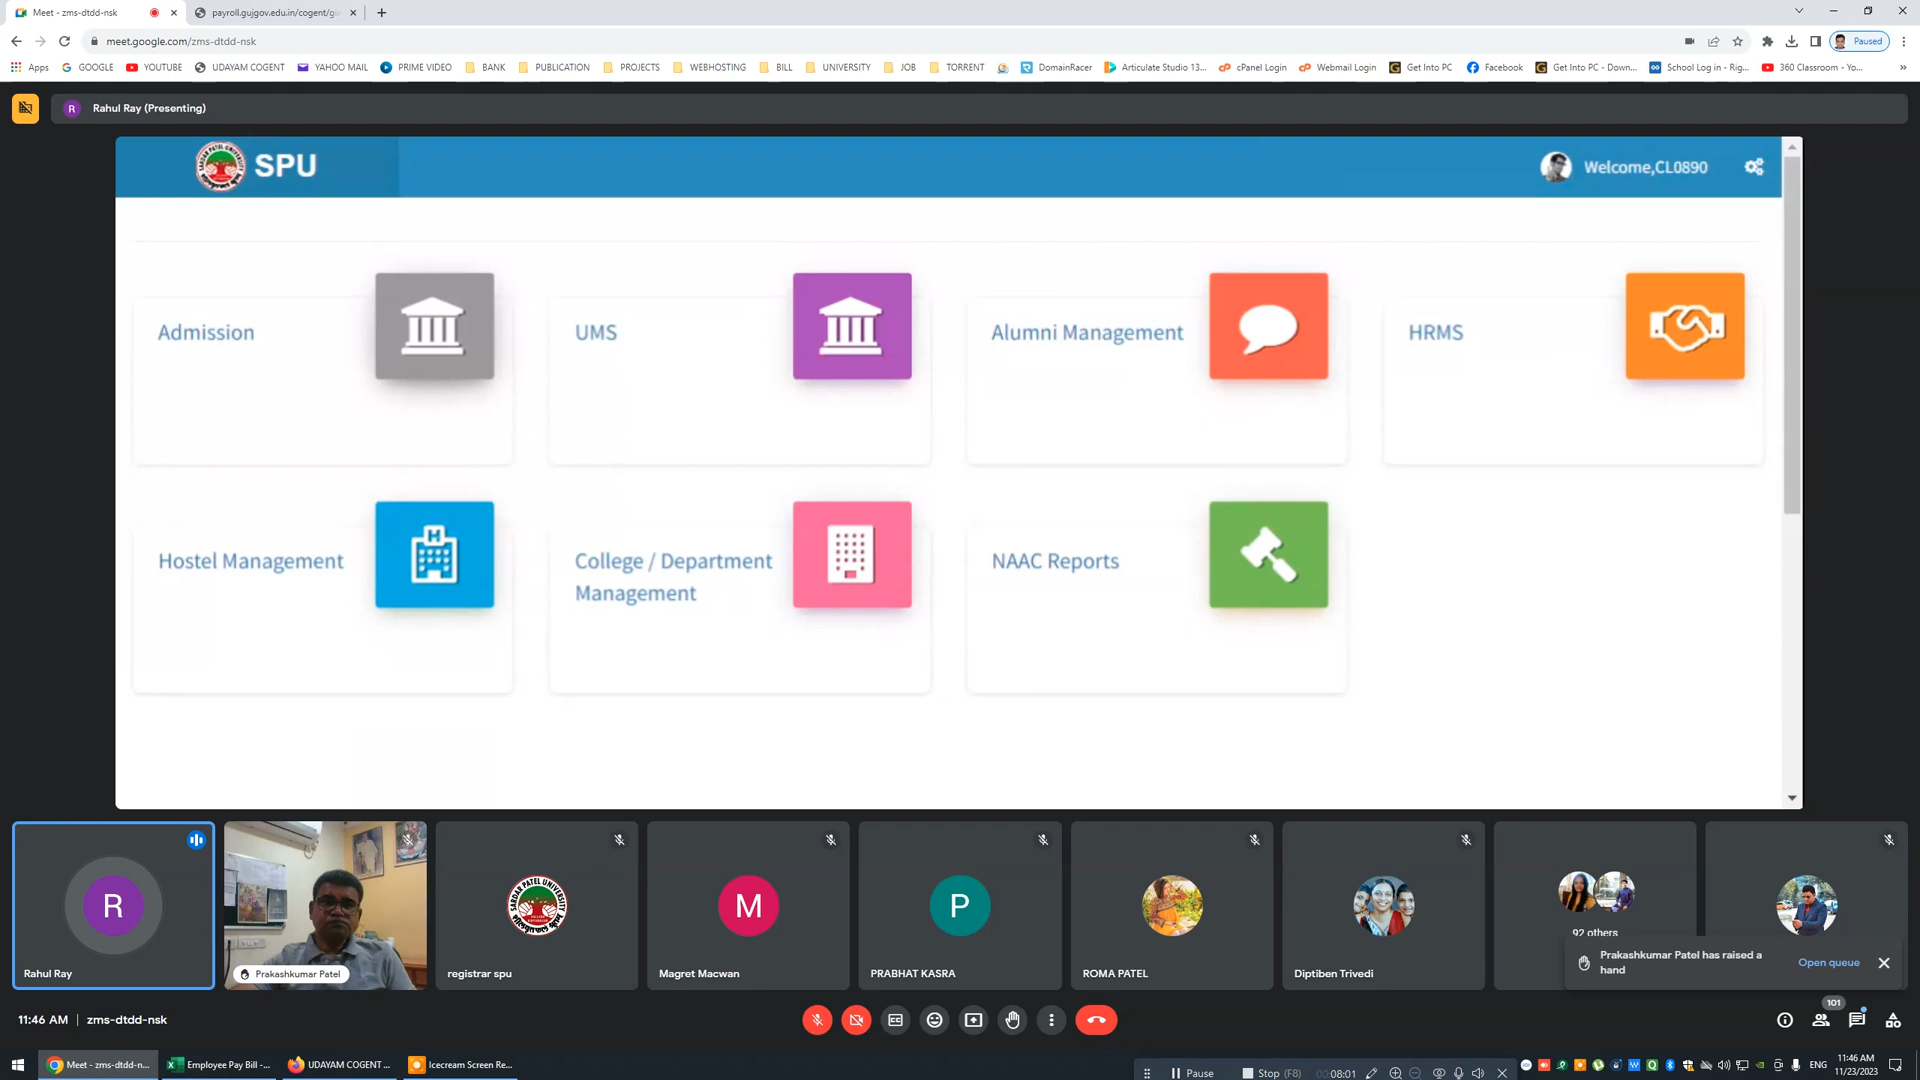 Meet - zms-dtdd-nsk
payroll.gujgov.edu.in/cogent/gi
meet.google.com/zms-dtdd-nsk
Paused
Apps
GOOGLE
YOUTUBE
UDAYAM COGENT
YAHOO MAIL
PRIME VIDEO
BANK
PUBLICATION
PROJECTS
WEBHOSTING
BILL
UNIVERSITY
JOB
TORRENT
DomainRacer
Articulate Studio 13...
cPanel Login
Webmail Login
Get Into PC
Facebook
Get Into PC - Down...
School Log in - Rig...
360 Classroom - Yo...
R
Rahul Ray (Presenting)
SPU
Welcome,CL0890
Admission
UMS
Alumni Management
HRMS
Hostel Management
College / Department
Management
NAAC Reports
R
Rahul Ray
Prakashkumar Patel
SARDAR PATEL UNIVERSITY
registrar spu
M
Magret Macwan
P
PRABHAT KASRA
ROMA PATEL
Diptiben Trivedi
92 others
Prakashkumar Patel has raised a
hand
Open queue
11:46 AM
zms-dtdd-nsk
101
Meet - zms-dtdd-n...
Employee Pay Bill -...
UDAYAM COGENT ...
Icecream Screen Re...
Pause
Stop (F8)
00:08:01
ENG
11:46 AM
11/23/2023